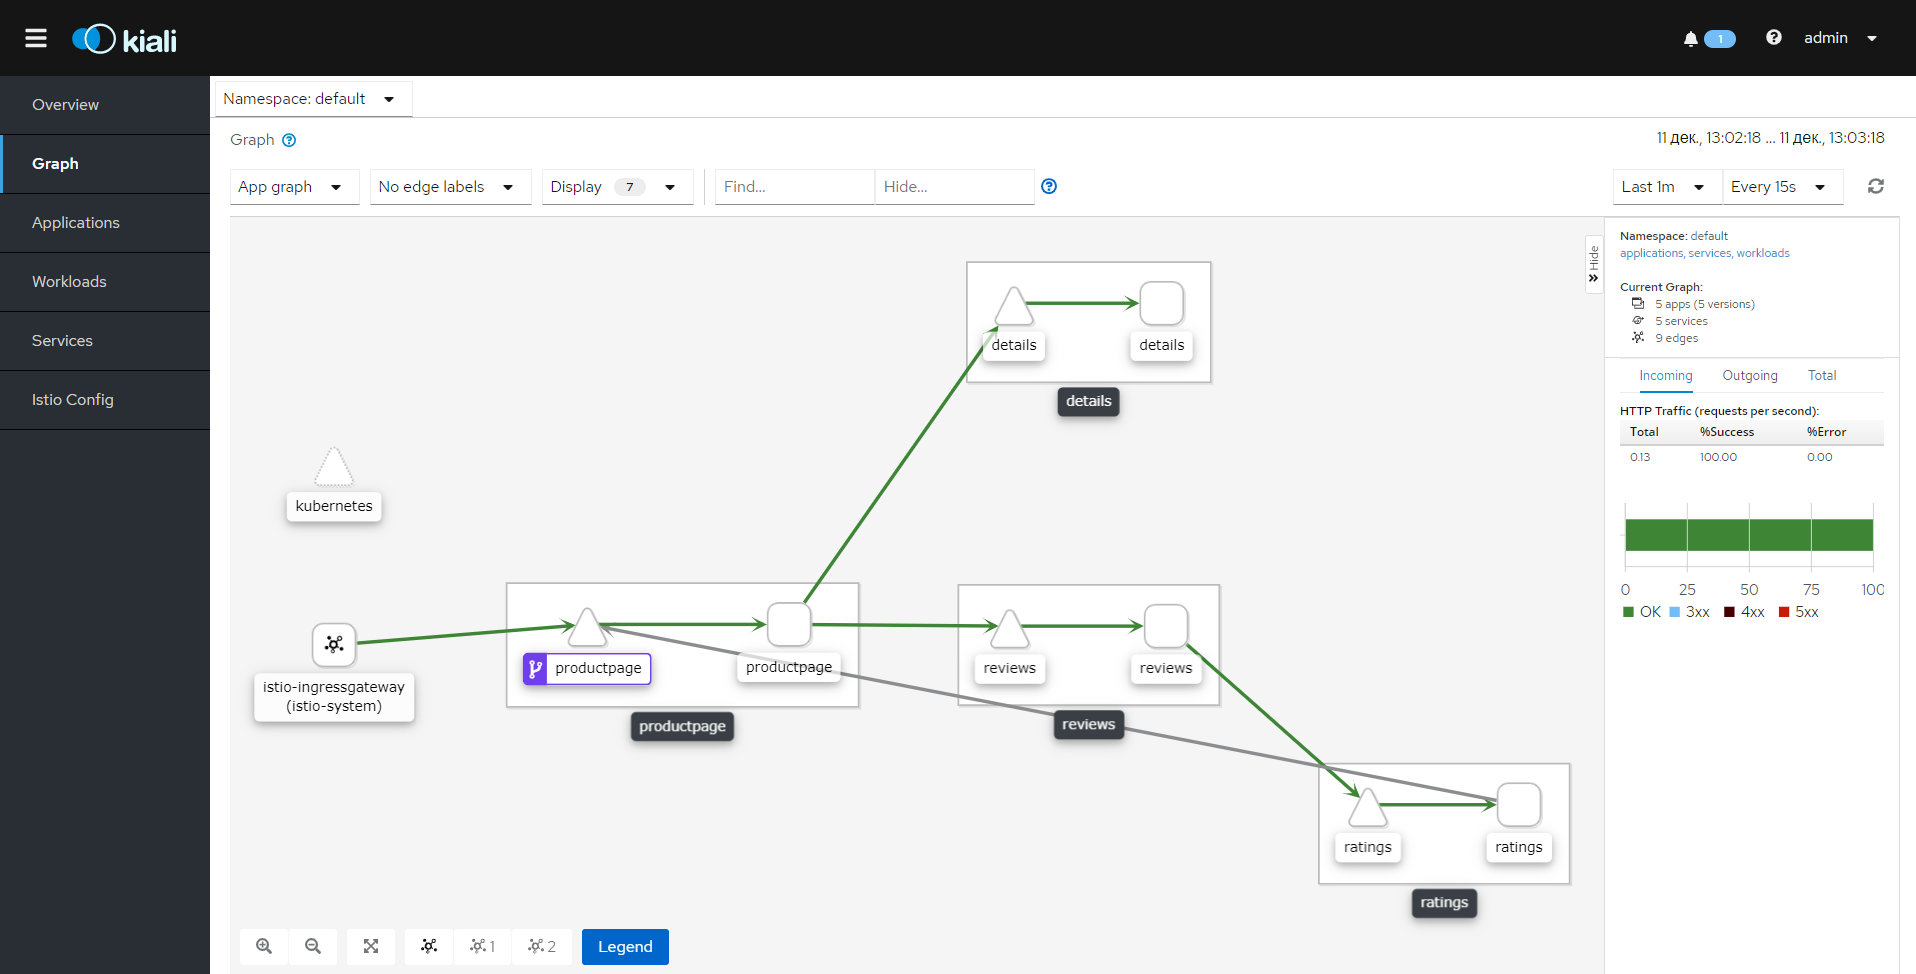 kiali
1
admin
Overview
Graph
Applications
Workloads
Services
Istio Config
Namespace: default
Graph
11 дек., 13:02:18 ... 11 дек., 13:03:18
App graph
No edge labels
Display 7
Find...
Hide...
Last 1m
Every 15s
details
details
details
kubernetes
istio-ingressgateway
(istio-system)
productpage
productpage
productpage
reviews
reviews
reviews
ratings
ratings
ratings
1
2
Legend
Hide
Namespace: default
applications, services, workloads
Current Graph:
5 apps (5 versions)
5 services
9 edges
Incoming Outgoing Total
HTTP Traffic (requests per second):
Total %Success %Error
0.13 100.00 0.00
0 25 50 75 100
OK 3xx 4xx 5xx